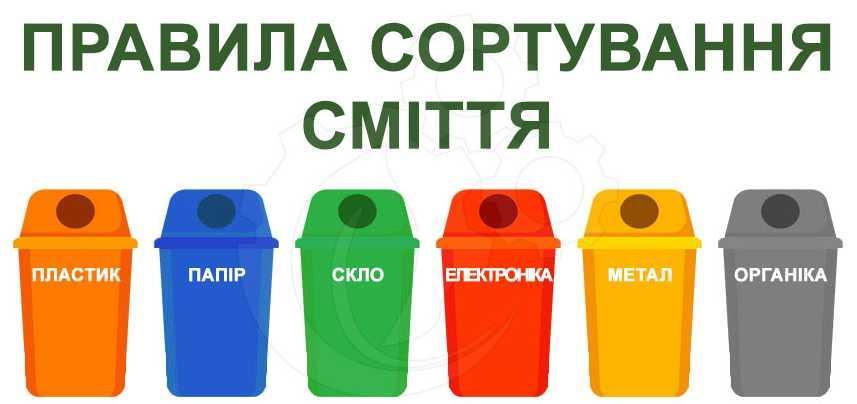 ПРАВИЛА СОРТУВАННЯ
СМІТТЯ
ПЛАСТИК
ПАПІР
СКЛО
ЕЛЕКТРОНІКА
МЕТАЛ
ОРГАНІКА